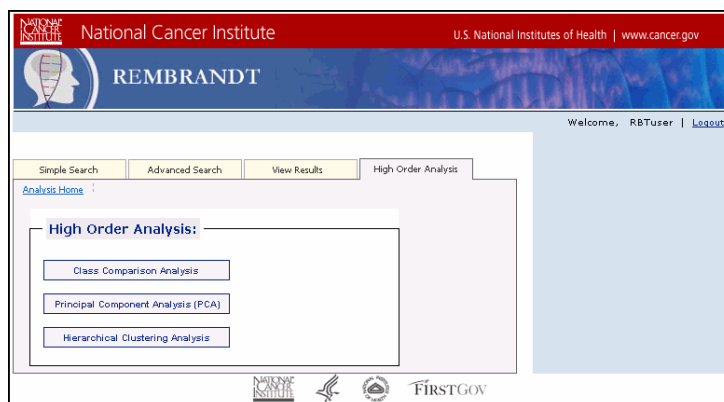 NATIONAL CANCER INSTITUTE National Cancer Institute U.S. National Institutes of Health | www.cancer.gov
REMBRANDT
Welcome, RBTuser | Logout
Simple Search Advanced Search View Results High Order Analysis
Analysis Home
High Order Analysis:
Class Comparison Analysis
Principal Component Analysis (PCA)
Hierarchical Clustering Analysis
NATIONAL CANCER INSTITUTE FIRSTGOV